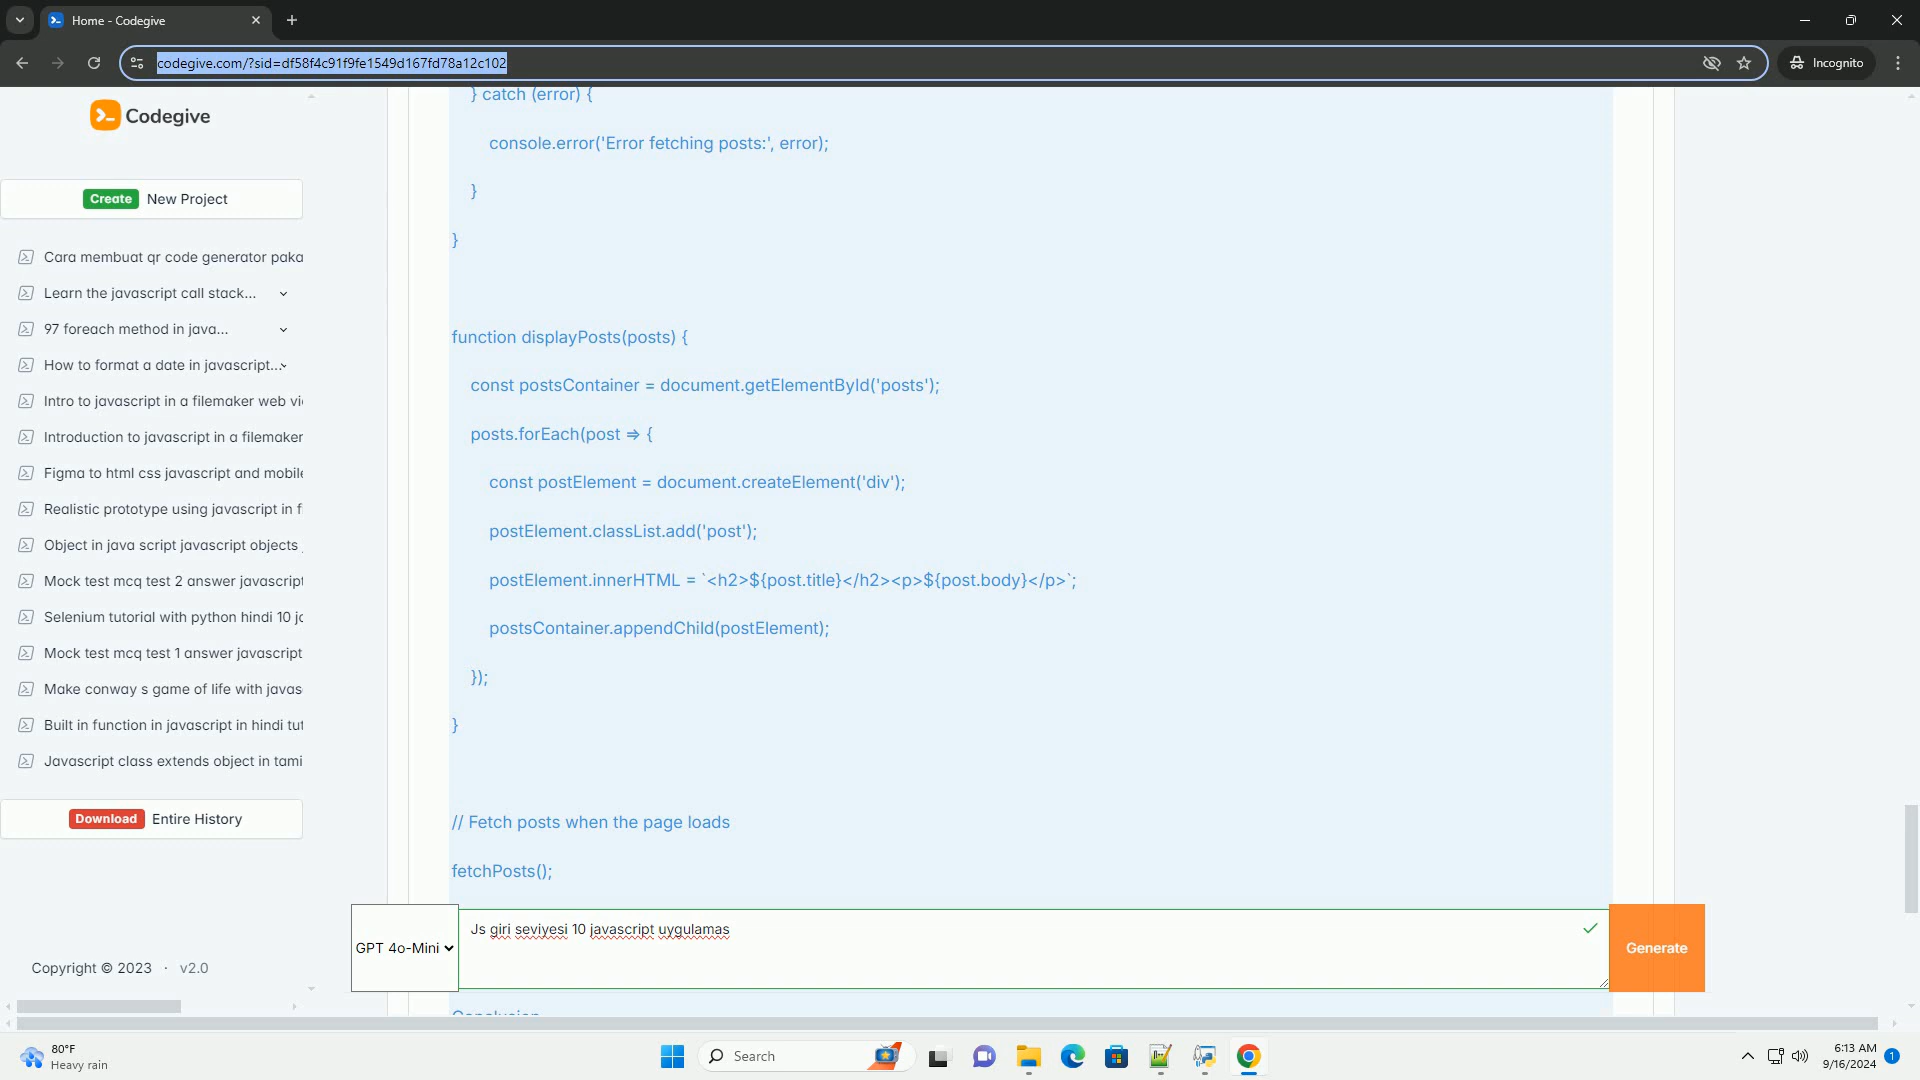 Home - Codegive
codegive.com/?sid=df58f4c91f9fe1549d167fd78a12c102
Incognito
Codegive
Create New Project
Cara membuat qr code generator paka
Learn the javascript call stack...
97 foreach method in java...
How to format a date in javascript...
Intro to javascript in a filemaker web vi
Introduction to javascript in a filemaker
Figma to html css javascript and mobile
Realistic prototype using javascript in f
Object in java script javascript objects
Mock test mcq test 2 answer javascript
Selenium tutorial with python hindi 10 ja
Mock test mcq test 1 answer javascript
Make conway s game of life with javas
Built in function in javascript in hindi tut
Javascript class extends object in tami
Download Entire History
Copyright © 2023 · v2.0
} catch (error) {
console.error('Error fetching posts:', error);
}
}
function displayPosts(posts) {
const postsContainer = document.getElementById('posts');
posts.forEach(post => {
const postElement = document.createElement('div');
postElement.classList.add('post');
postElement.innerHTML = `<h2>${post.title}</h2><p>${post.body}</p>`;
postsContainer.appendChild(postElement);
});
}
// Fetch posts when the page loads
fetchPosts();
GPT 4o-Mini
Js giri seviyesi 10 javascript uygulamas
Generate
Conclusion
80°F
Heavy rain
Search
6:13 AM
9/16/2024
1